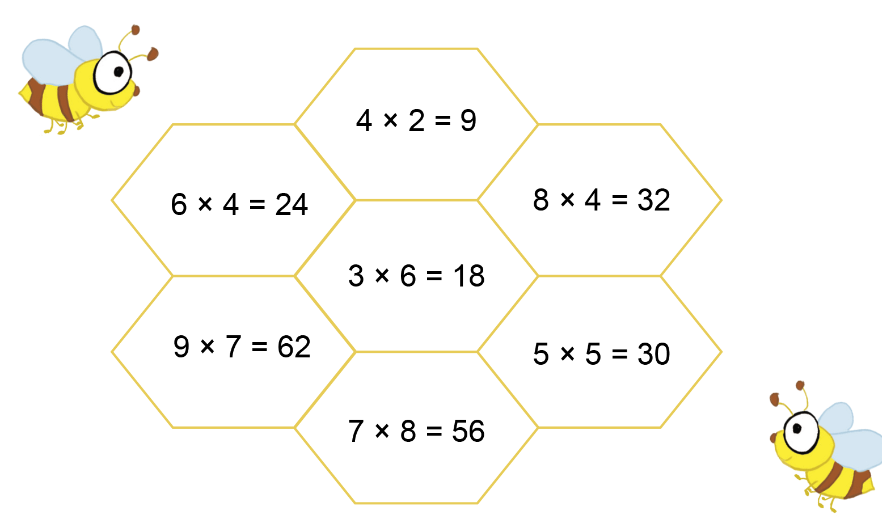 4 × 2 = 9
6 × 4 = 24
8 × 4 = 32
3 × 6 = 18
9 × 7 = 62
5 × 5 = 30
7 × 8 = 56